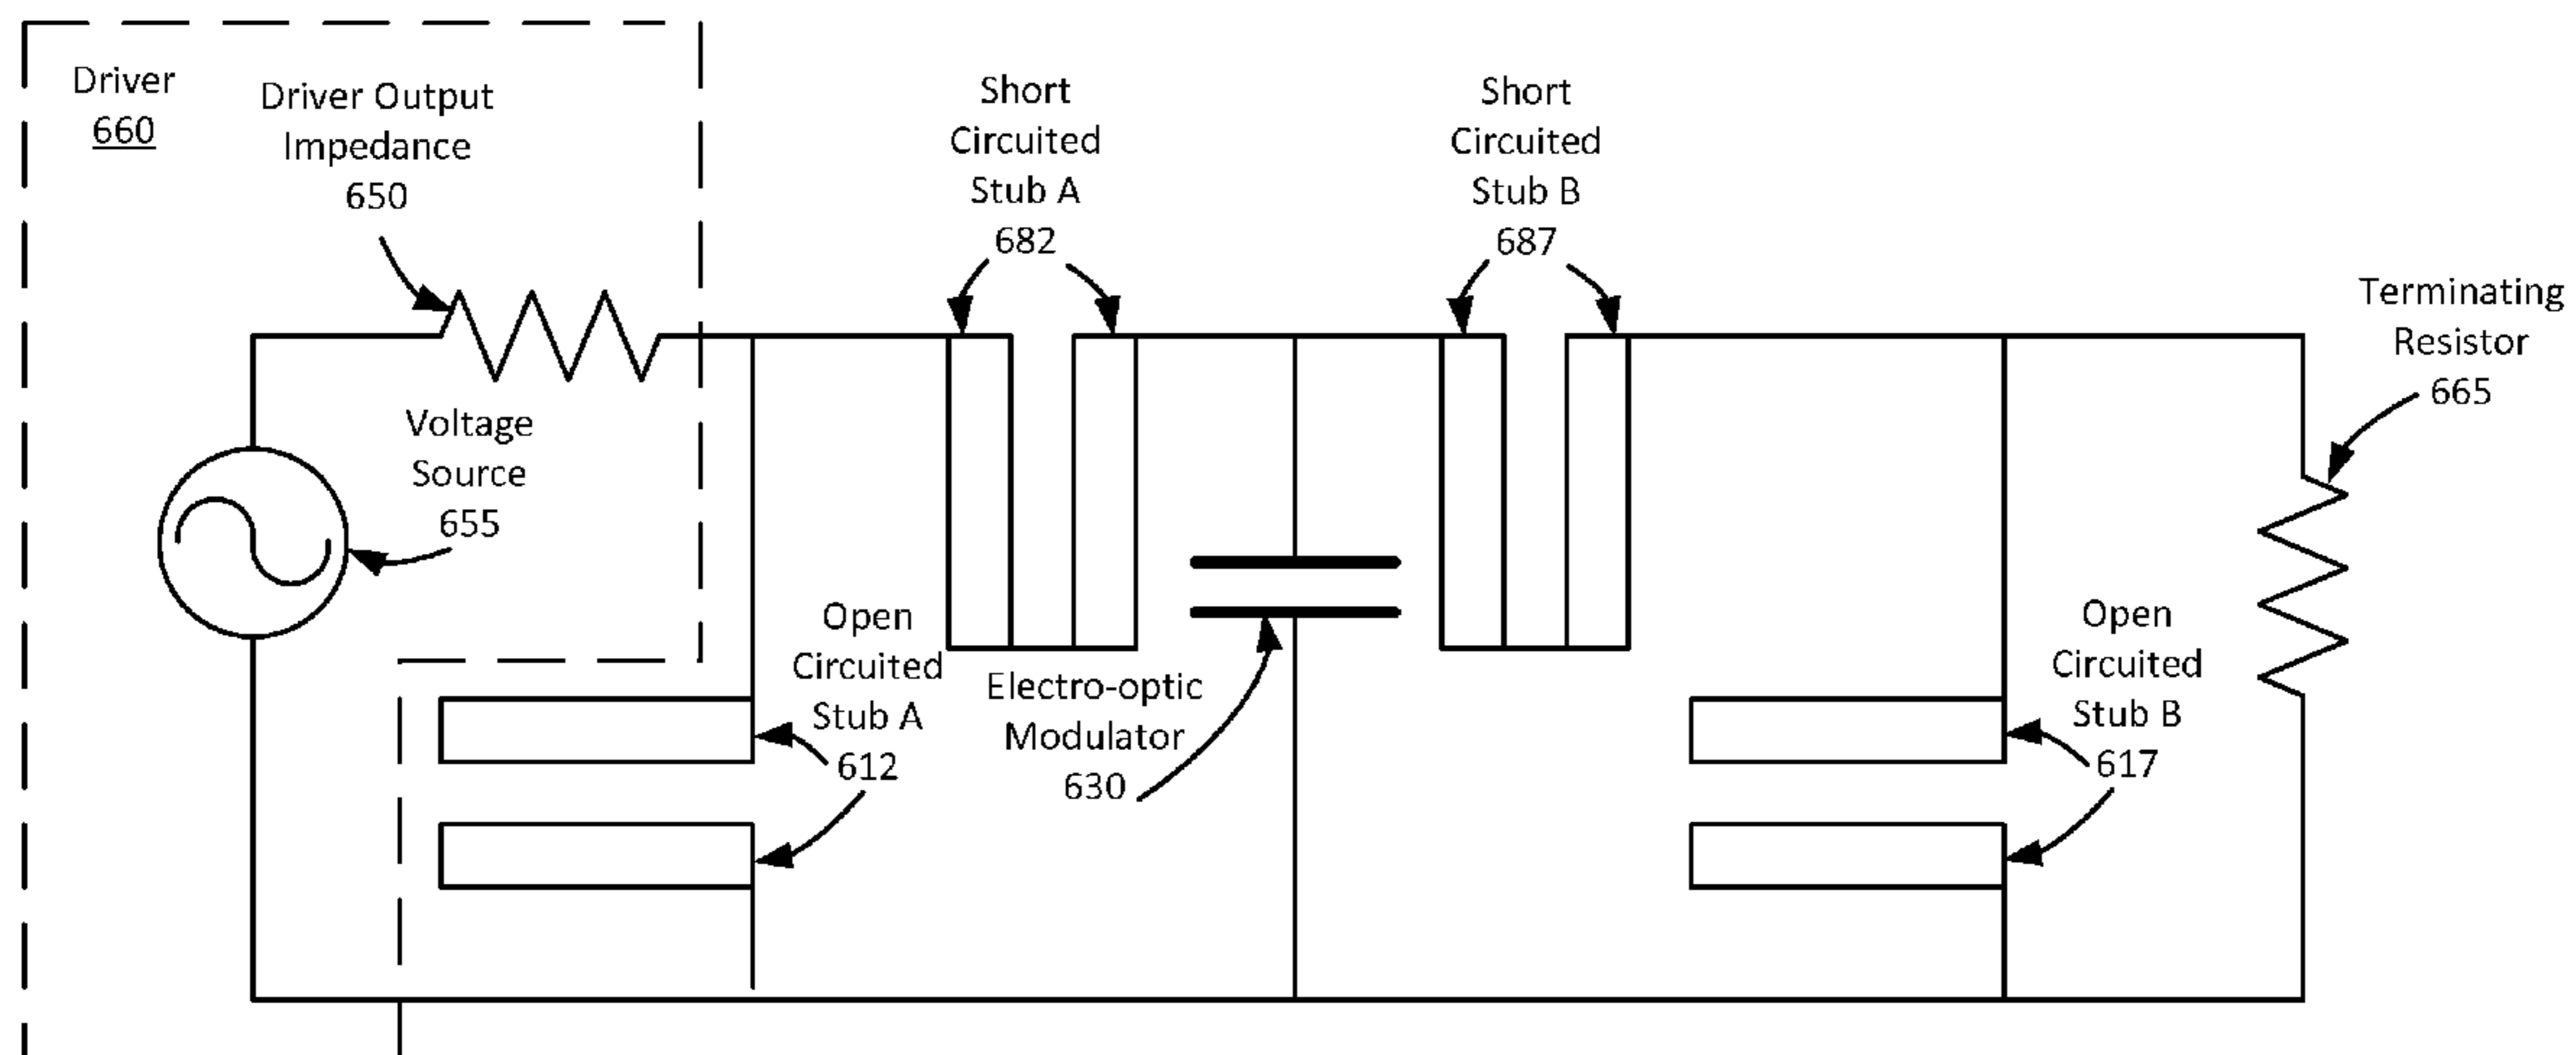 Driver
660
Driver Output
Impedance
650
Short
Circuited
Stub A
682
Short
Circuited
Stub B
687
Terminating
Resistor
665
Voltage
Source
655
Open
Circuited
Stub A
612
Electro-optic
Modulator
630
Open
Circuited
Stub B
617